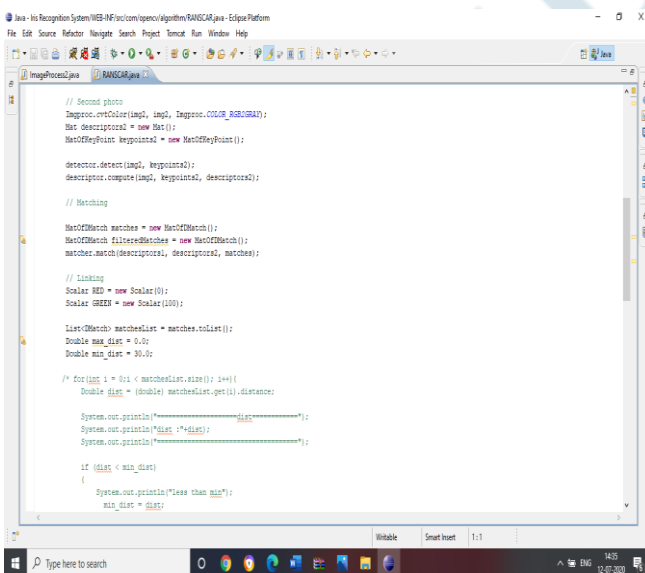 Java - Iris Recognition System/WEB-INF/src/com/opencv/algorithm/RANSCAR.java - Eclipse Platform
File Edit Source Refactor Navigate Search Project Tomcat Run Window Help
Java
ImageProcess2.java RANSCAR.java
// Second photo
Imgproc.cvtColor(img2, img2, Imgproc.COLOR_RGB2GRAY);
Mat descriptors2 = new Mat();
MatOfKeyPoint keypoints2 = new MatOfKeyPoint();
detector.detect(img2, keypoints2);
descriptor.compute(img2, keypoints2, descriptors2);
// Matching
MatOfDMatch matches = new MatOfDMatch();
MatOfDMatch filteredMatches = new MatOfDMatch();
matcher.match(descriptors1, descriptors2, matches);
// Linking
Scalar RED = new Scalar(0);
Scalar GREEN = new Scalar(100);
List<DMatch> matchesList = matches.toList();
Double max_dist = 0.0;
Double min_dist = 30.0;
/* for(int i = 0;i < matchesList.size(); i++){
Double dist = (double) matchesList.get(i).distance;
System.out.println("====================dist===========");
System.out.println("dist :"+dist);
System.out.println("===================================");
if (dist < min_dist)
{
System.out.println("less than min");
min_dist = dist;
Writable Smart Insert 1:1
Type here to search
ENG 1435
12-07-2020